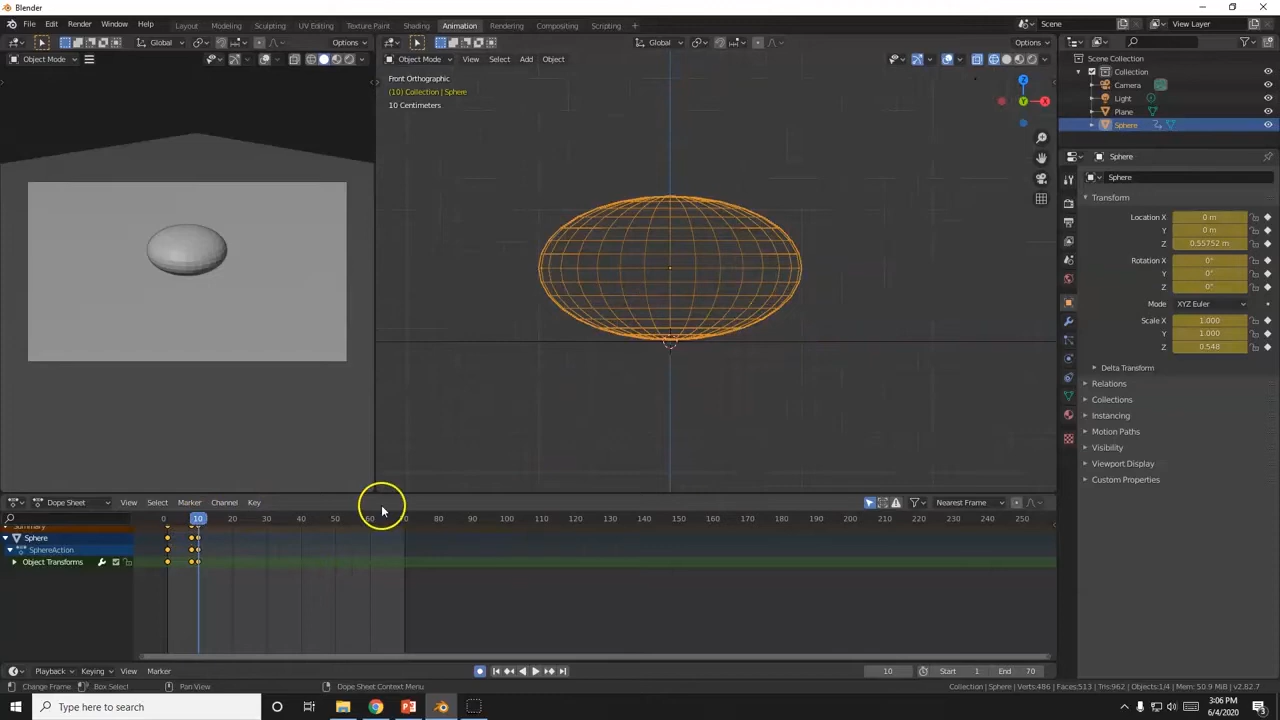 Blender
File Edit Render Window Help Layout Modeling Sculpting UV Editing Texture Paint Shading Animation Rendering Compositing Scripting + Scene View Layer
Global Options Global Options
Object Mode Object Mode View Select Add Object
Scene Collection
Collection
Camera
Light
Plane
Sphere
Front Orthographic
(10) Collection | Sphere
10 Centimeters
Z
Y
X
Sphere
Sphere
Transform
Location X 0 m
Y 0 m
Z 0.55752 m
Rotation X 0°
Y 0°
Z 0°
Mode XYZ Euler
Scale X 1.000
Y 1.000
Z 0.548
Delta Transform
Relations
Collections
Instancing
Motion Paths
Visibility
Viewport Display
Custom Properties
Dope Sheet View Select Marker Channel Key Nearest Frame
0 10 20 30 40 50 60 70 80 90 100 110 120 130 140 150 160 170 180 190 200 210 220 230 240 250
Summary
Sphere
SphereAction
Object Transforms
Playback Keying View Marker 10 Start 1 End 70
Change Frame Box Select Pan View Dope Sheet Context Menu Collection | Sphere | Verts:486 | Faces:513 | Tris:962 | Objects:1/4 | Mem: 50.9 MiB | v2.82.7
Type here to search
3:06 PM
6/4/2020